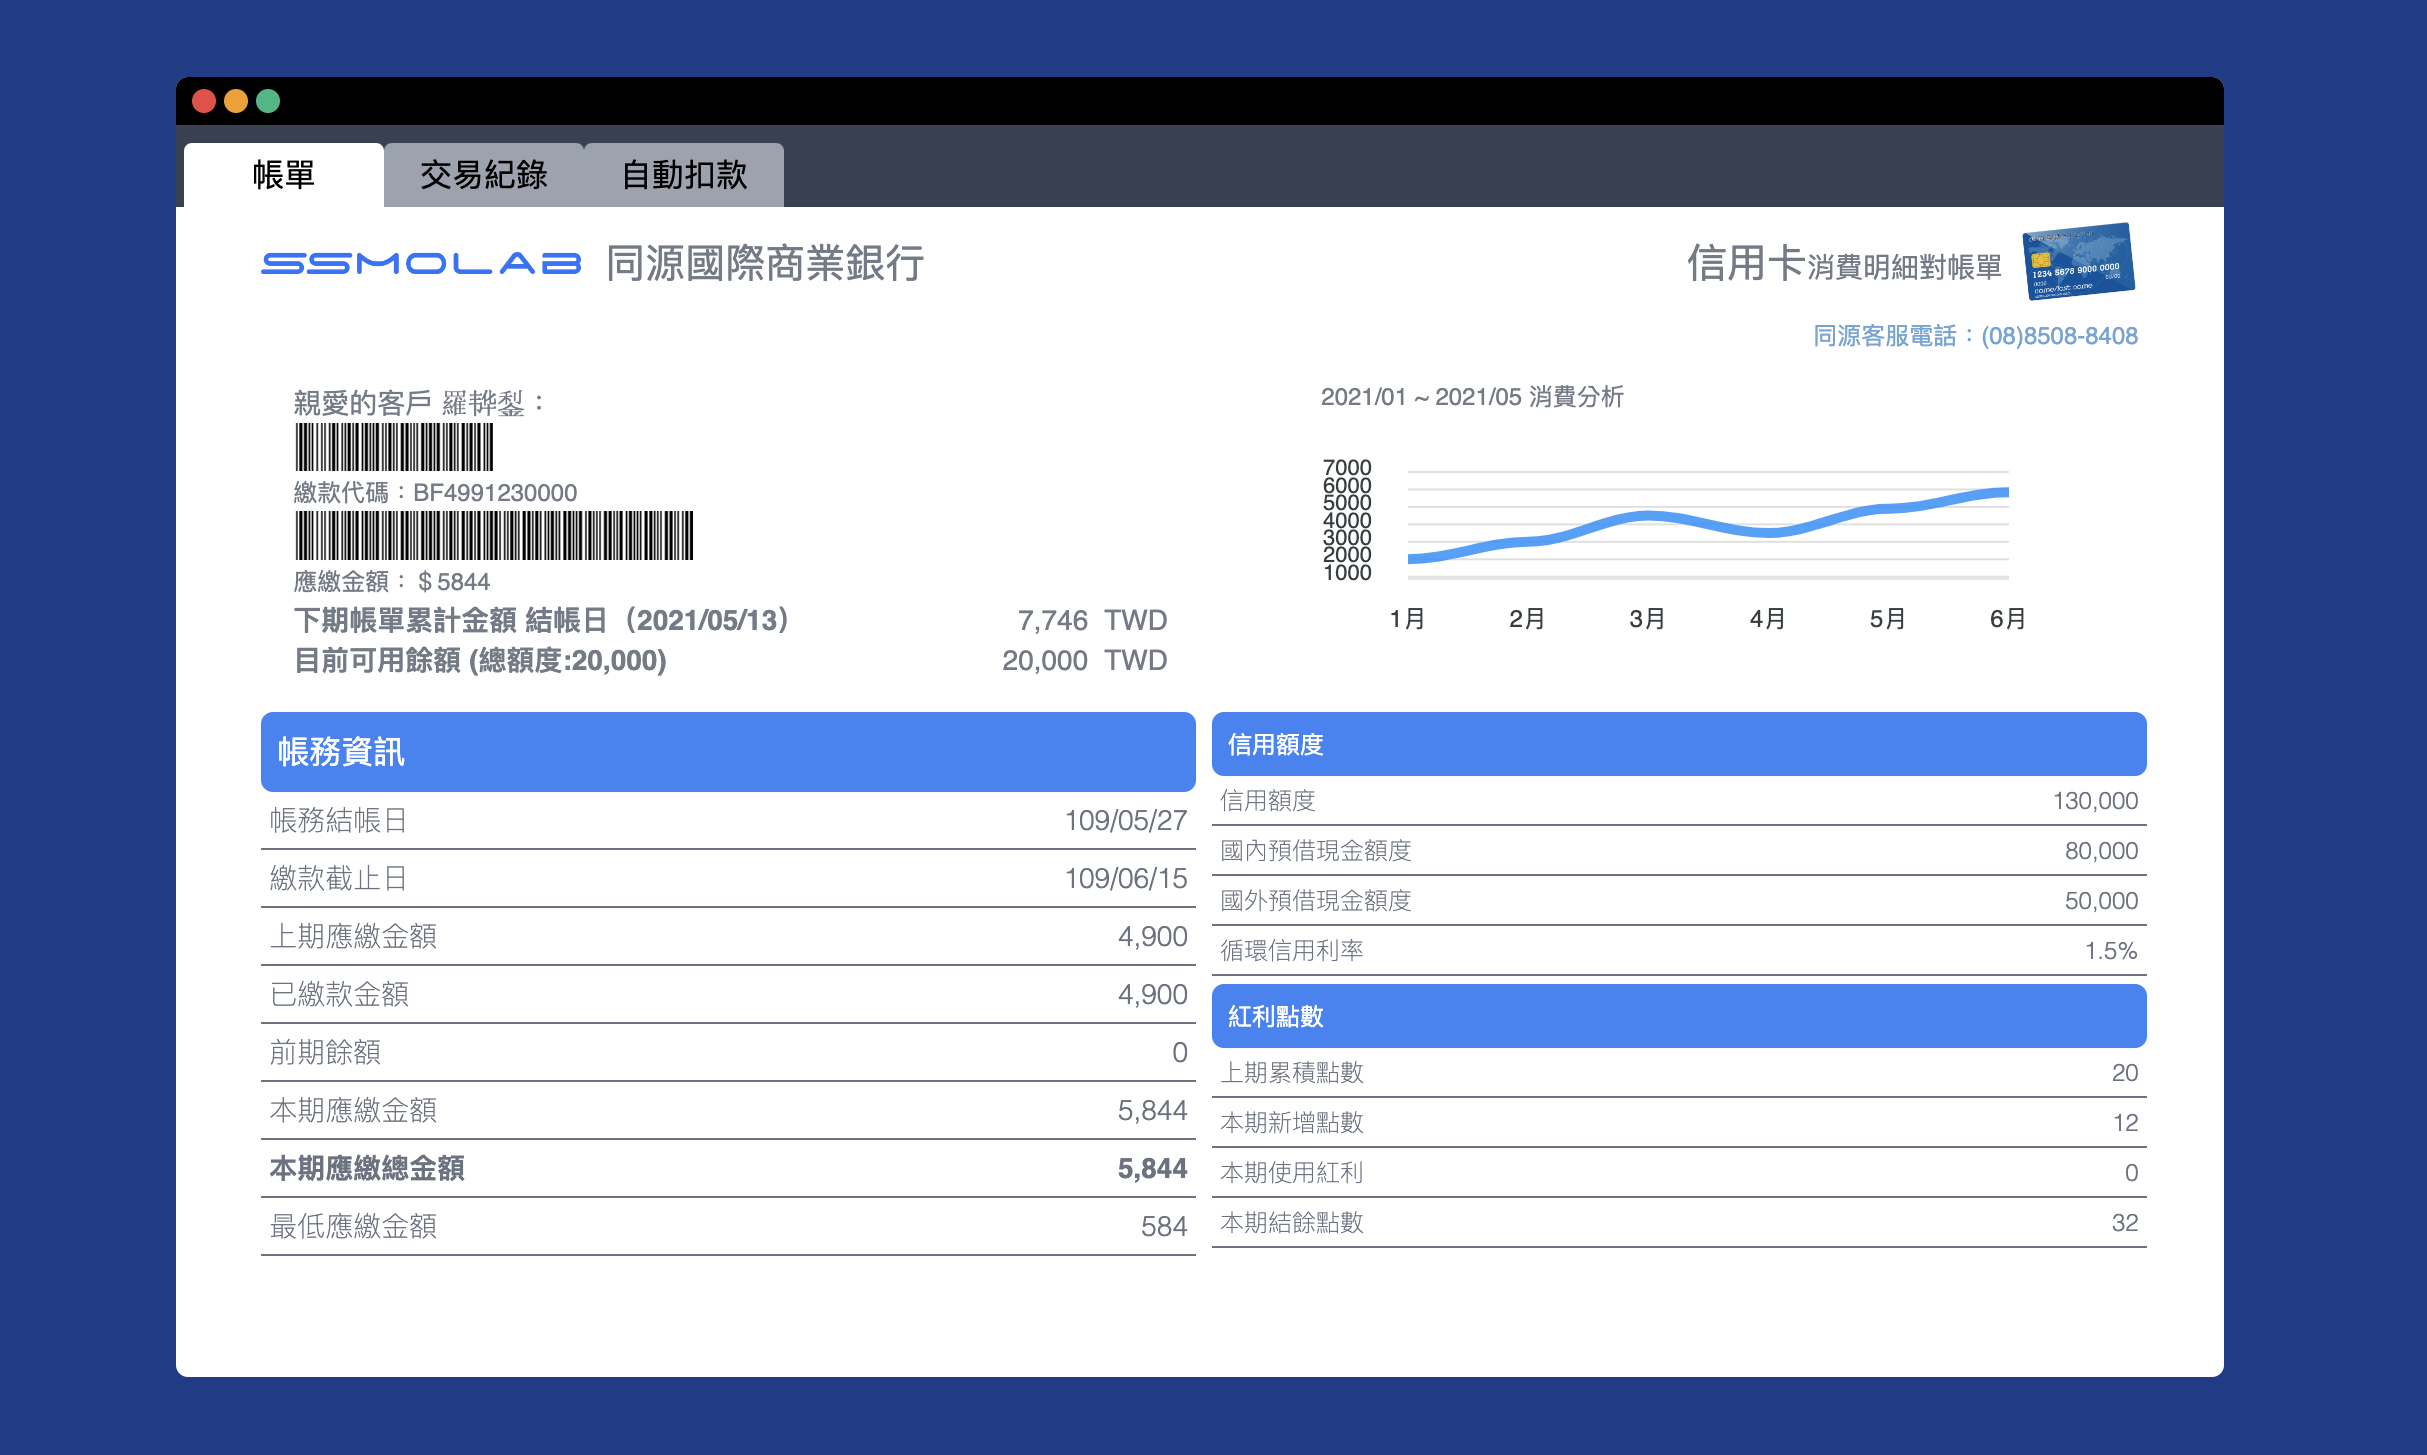 帳單 交易紀錄 自動扣款
SSMOLAB 同源國際商業銀行
信用卡消費明細對帳單
1234 5678 9000 0000
同源客服電話：(08)8508-8408
親愛的客戶 羅：
繳款代碼：BF4991230000
應繳金額：＄5844
下期帳單累計金額 結帳日（2021/05/13） 7,746 TWD
目前可用餘額 (總額度:20,000) 20,000 TWD
2021/01 ~ 2021/05 消費分析
7000
6000
5000
4000
3000
2000
1000
1月 2月 3月 4月 5月 6月
帳務資訊
帳務結帳日 109/05/27
繳款截止日 109/06/15
上期應繳金額 4,900
已繳款金額 4,900
前期餘額 0
本期應繳金額 5,844
本期應繳總金額 5,844
最低應繳金額 584
信用額度
信用額度 130,000
國內預借現金額度 80,000
國外預借現金額度 50,000
循環信用利率 1.5%
紅利點數
上期累積點數 20
本期新增點數 12
本期使用紅利 0
本期結餘點數 32